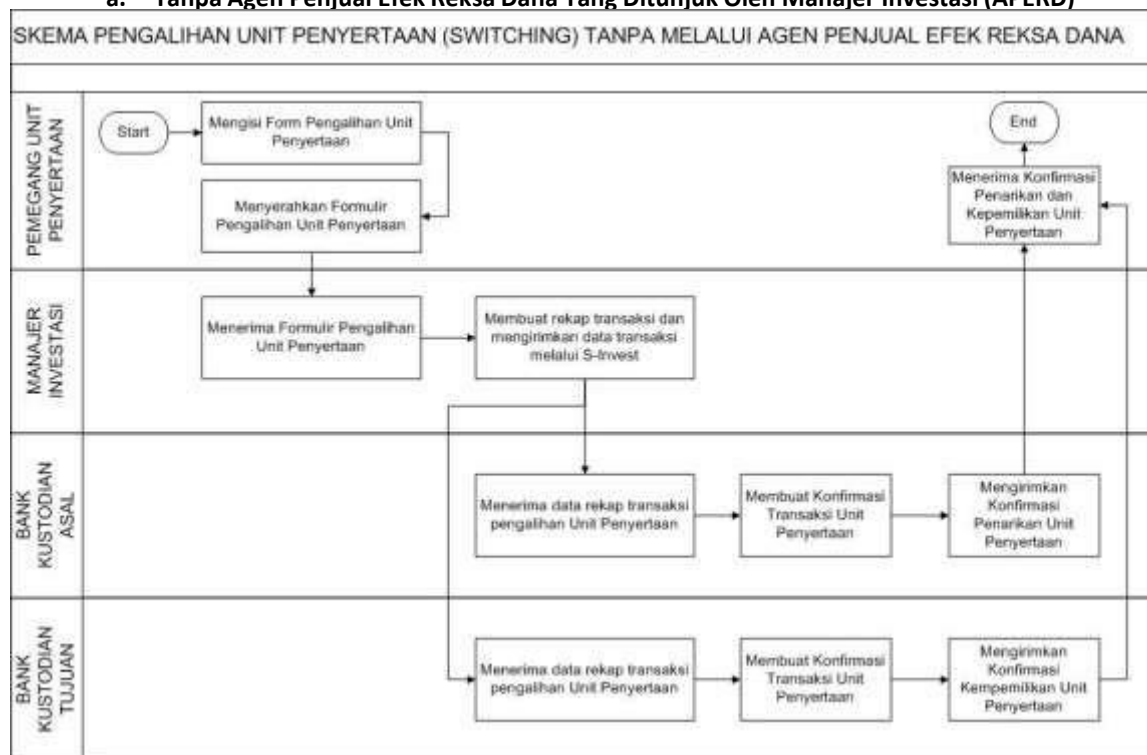 a. Tanpa Agen Penjual Efek Reksa Dana Yang Ditunjuk Oleh Manajer Investasi (APERD)
SKEMA PENGALIHAN UNIT PENYERTAAN (SWITCHING) TANPA MELALUI AGEN PENJUAL EFEK REKSA DANA
PEMEGANG UNIT
PENYERTAAN
Start
Mengisi Form Pengalihan Unit
Penyertaan
Menyerahkan Formulir
Pengalihan Unit Penyertaan
End
Menerima Konfirmasi
Penarikan dan
Kepemilikan Unit
Penyertaan
MANAJER
INVESTASI
Menerima Formulir Pengalihan
Unit Penyertaan
Membuat rekap transaksi dan
mengirimkan data transaksi
melalui S-Invest
BANK
KUSTODIAN
ASAL
Menerima data rekap transaksi
pengalihan Unit Penyertaan
Membuat Konfirmasi
Transaksi Unit
Penyertaan
Mengirimkan
Konfirmasi
Penarikan Unit
Penyertaan
BANK
KUSTODIAN
TUJUAN
Menerima data rekap transaksi
pengalihan Unit Penyertaan
Membuat Konfirmasi
Transaksi Unit
Penyertaan
Mengirimkan
Konfirmasi
Kempemilikan Unit
Penyertaan